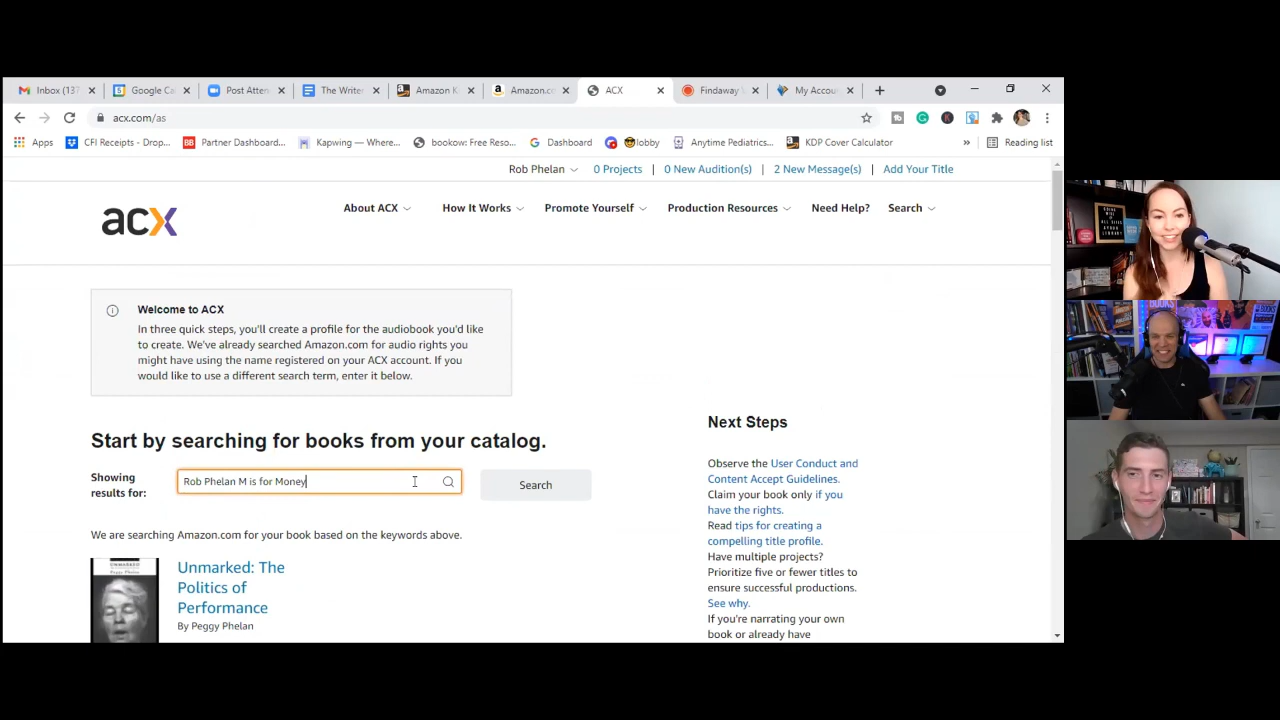 Inbox (137
Google Ca
Post Atten
The Writer
Amazon K
Amazon.co
ACX
Findaway V
My Accou
acx.com/as
Apps
CFI Receipts - Drop...
Partner Dashboard...
Kapwing — Where...
bookow: Free Reso...
Dashboard
lobby
Anytime Pediatrics...
KDP Cover Calculator
Reading list
Rob Phelan
0 Projects
0 New Audition(s)
2 New Message(s)
Add Your Title
acx
About ACX
How It Works
Promote Yourself
Production Resources
Need Help?
Search
Welcome to ACX
In three quick steps, you'll create a profile for the audiobook you'd like
to create. We've already searched Amazon.com for audio rights you
might have using the name registered on your ACX account. If you
would like to use a different search term, enter it below.
Start by searching for books from your catalog.
Showing
results for:
Rob Phelan M is for Money
Search
We are searching Amazon.com for your book based on the keywords above.
UNMARKED
Peggy Phelan
Unmarked: The
Politics of
Performance
By Peggy Phelan
Next Steps
Observe the User Conduct and
Content Accept Guidelines.
Claim your book only if you
have the rights.
Read tips for creating a
compelling title profile.
Have multiple projects?
Prioritize five or fewer titles to
ensure successful productions.
See why.
If you're narrating your own
book or already have